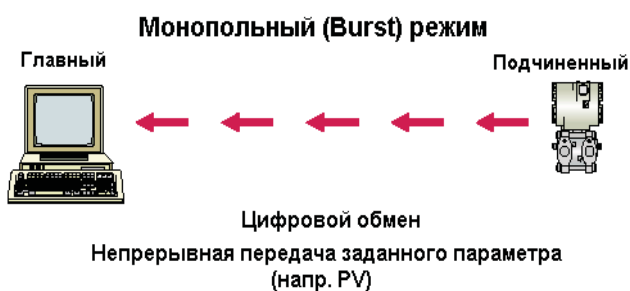 Монопольный (Burst) режим
Главный
Подчиненный
Цифровой обмен
Непрерывная передача заданного параметра
(напр. PV)